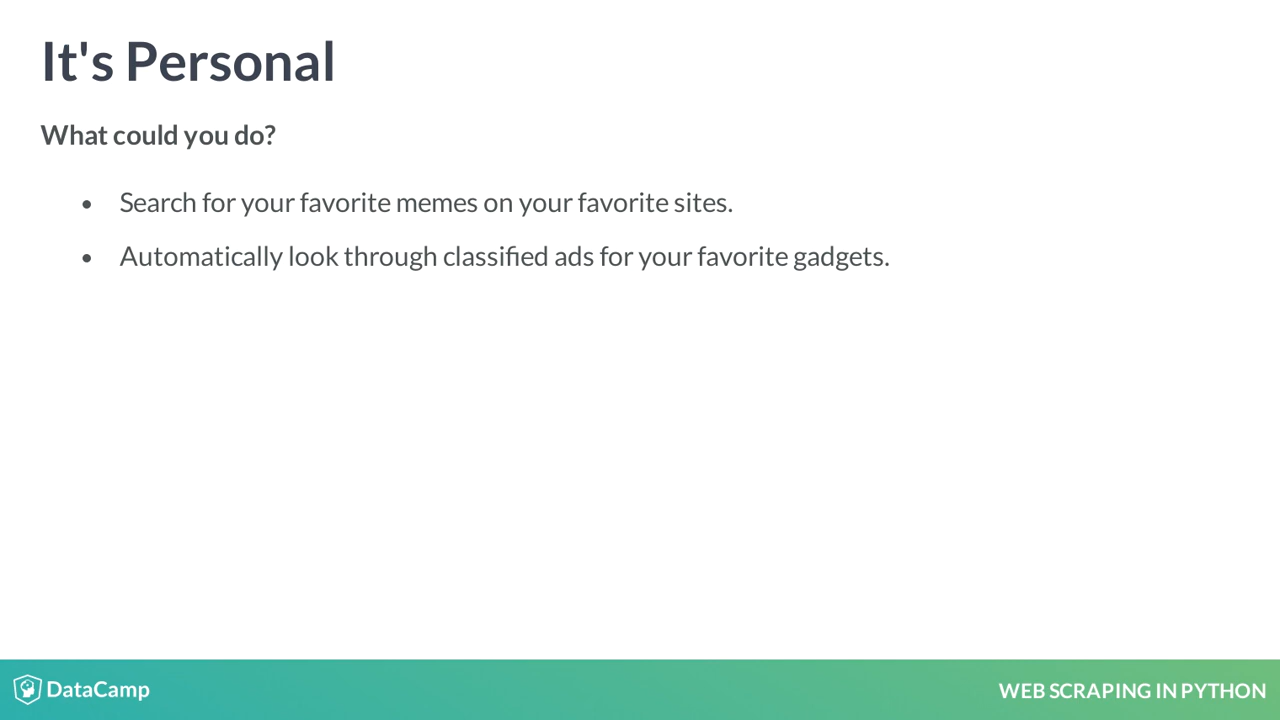 It's Personal
What could you do?
• Search for your favorite memes on your favorite sites.
• Automatically look through classified ads for your favorite gadgets.
DataCamp
WEB SCRAPING IN PYTHON